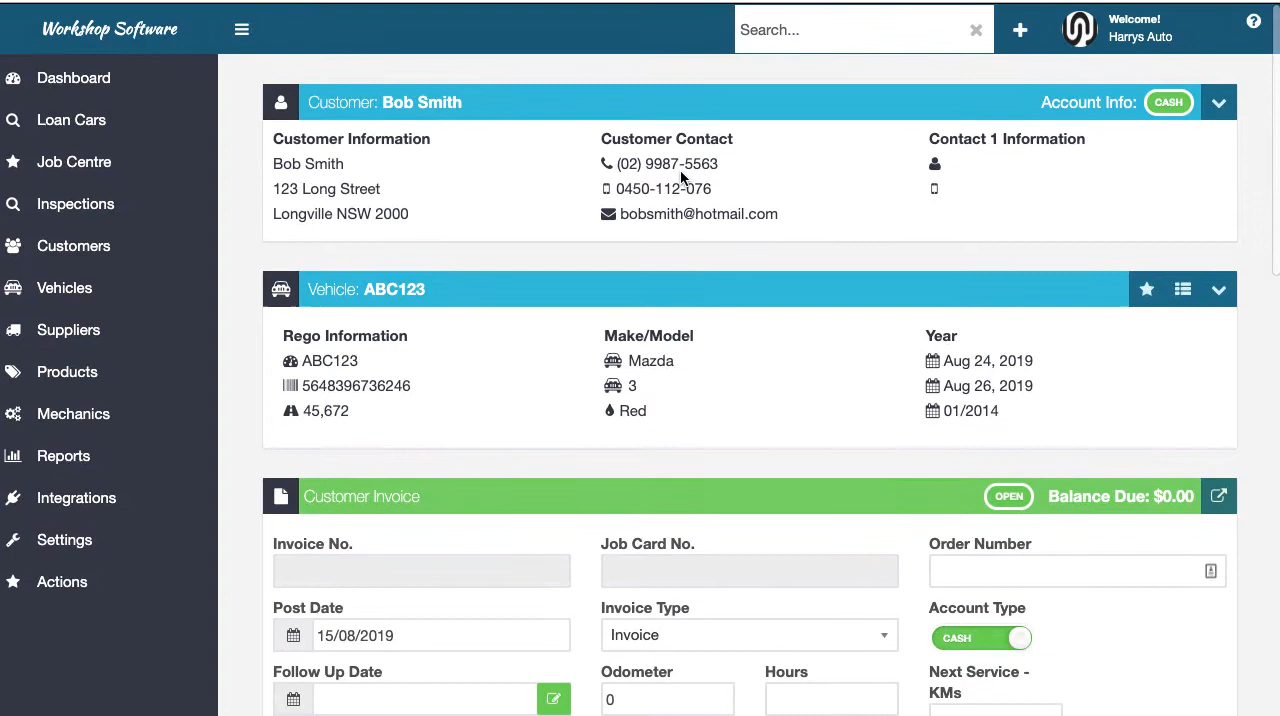 Workshop Software
Search...
Welcome!
Harrys Auto
Dashboard
Loan Cars
Job Centre
Inspections
Customers
Vehicles
Suppliers
Products
Mechanics
Reports
Integrations
Settings
Actions
Customer: Bob Smith
Account Info: CASH
Customer Information
Bob Smith
123 Long Street
Longville NSW 2000
Customer Contact
(02) 9987-5563
0450-112-076
bobsmith@hotmail.com
Contact 1 Information
Vehicle: ABC123
Rego Information
ABC123
5648396736246
45,672
Make/Model
Mazda
3
Red
Year
Aug 24, 2019
Aug 26, 2019
01/2014
Customer Invoice
OPEN Balance Due: $0.00
Invoice No.
Job Card No.
Order Number
Post Date
15/08/2019
Invoice Type
Invoice
Account Type
CASH
Follow Up Date
Odometer
0
Hours
Next Service -
KMs